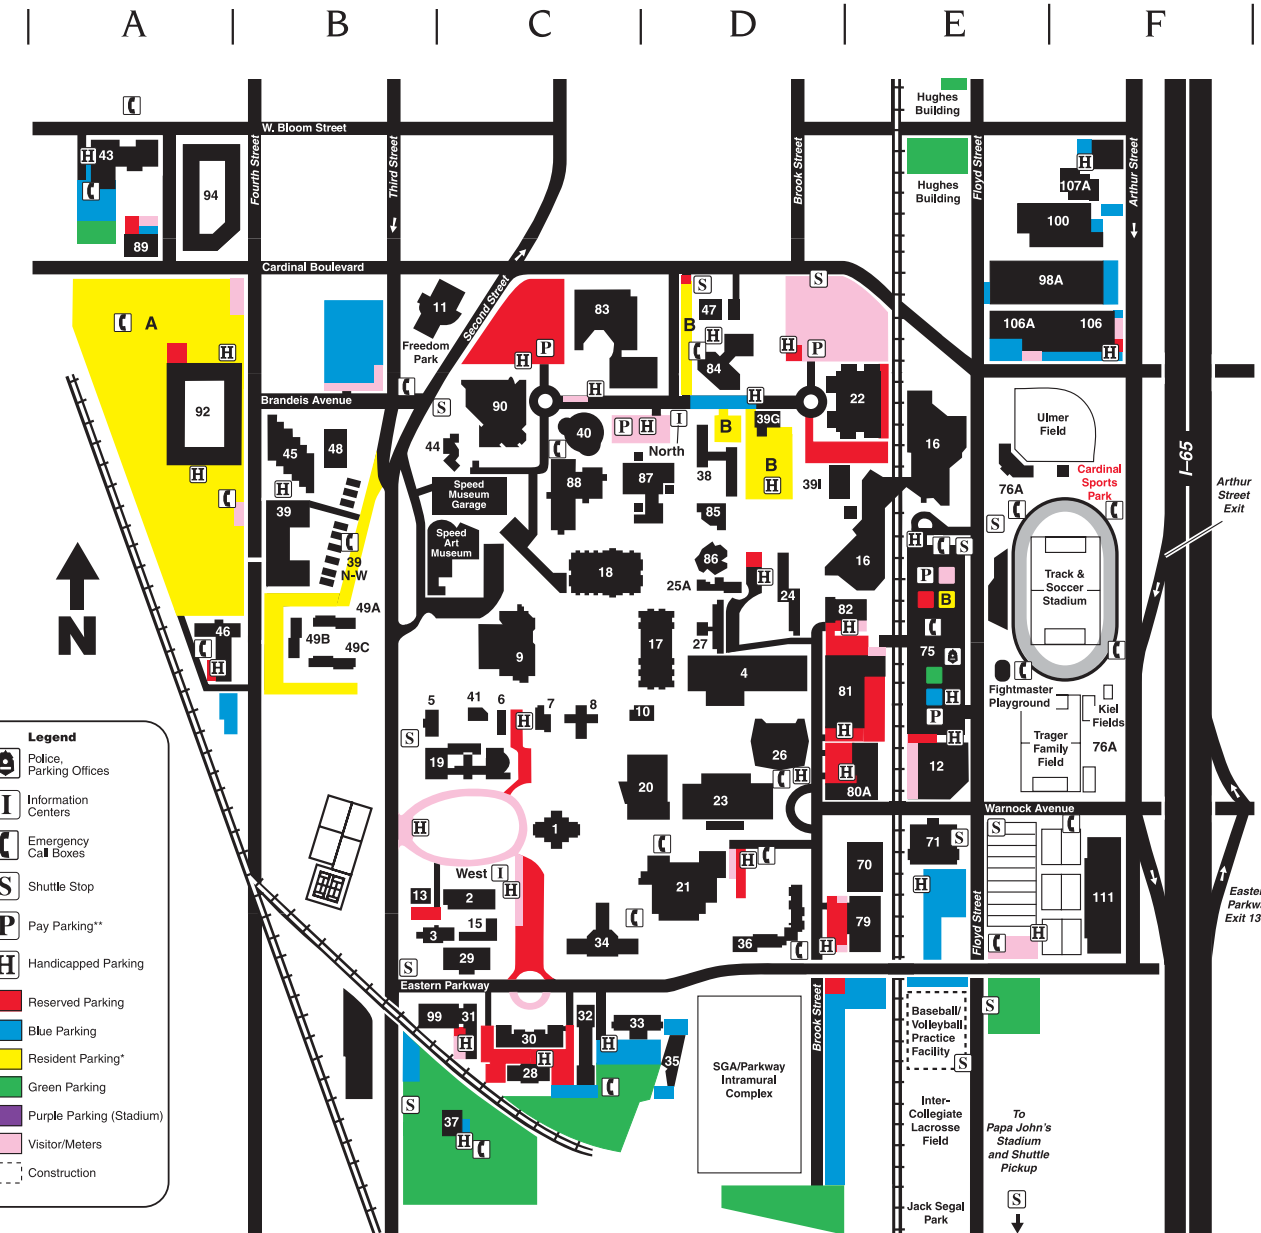 A B C D E F
Hughes
Building
W. Bloom Street
H 43
94
89
Fourth Street
Third Street
Brook Street
Floyd Street
Arthur Street
Hughes
Building
H
107A
100
98A
106A 106
H
Cardinal Boulevard
Second Street
A
H
92
H
11
Freedom
Park
Brandeis Avenue
S
83
H P
H
90
40
44
S
47
B
H
84
S
H P
H
22
39G
B
B
H
P H I
North
38
39I
16
Ulmer
Field
76A
Cardinal
Sports
Park
I–65
Arthur
Street
Exit
45
48
H
39
39
N-W
49A
49B
49C
46
H
Speed
Museum
Garage
Speed
Art
Museum
88
87
85
86
25A
H
24
18
17
27
9
4
16
82
H
81
H
H S
P
B
75
H
P
H
12
S
Track &
Soccer
Stadium
Fightmaster
Playground
Kiel
Fields
Trager
Family
Field
76A
N
5
41
6
H
7
8
10
S
19
20
26
H
23
H
80A
Warnock Avenue
H
1
West I
H
13
2
15
3
29
S
34
21
H
36
H
70
79
71
S
H
S
Floyd Street
H
111
Eastern
Parkw
Exit 13
Legend
Police,
Parking Offices
I Information
Centers
Emergency
Call Boxes
S Shuttle Stop
P Pay Parking**
H Handicapped Parking
Reserved Parking
Blue Parking
Resident Parking*
Green Parking
Purple Parking (Stadium)
Visitor/Meters
Construction
Eastern Parkway
99
31
H
30
H
28
32
33
H
35
S
37
H
SGA/Parkway
Intramural
Complex
Brook Street
Baseball/
Volleyball
Practice
Facility
S
S
Inter-
Collegiate
Lacrosse
Field
To
Papa John's
Stadium
and Shuttle
Pickup
S
Jack Segal
Park